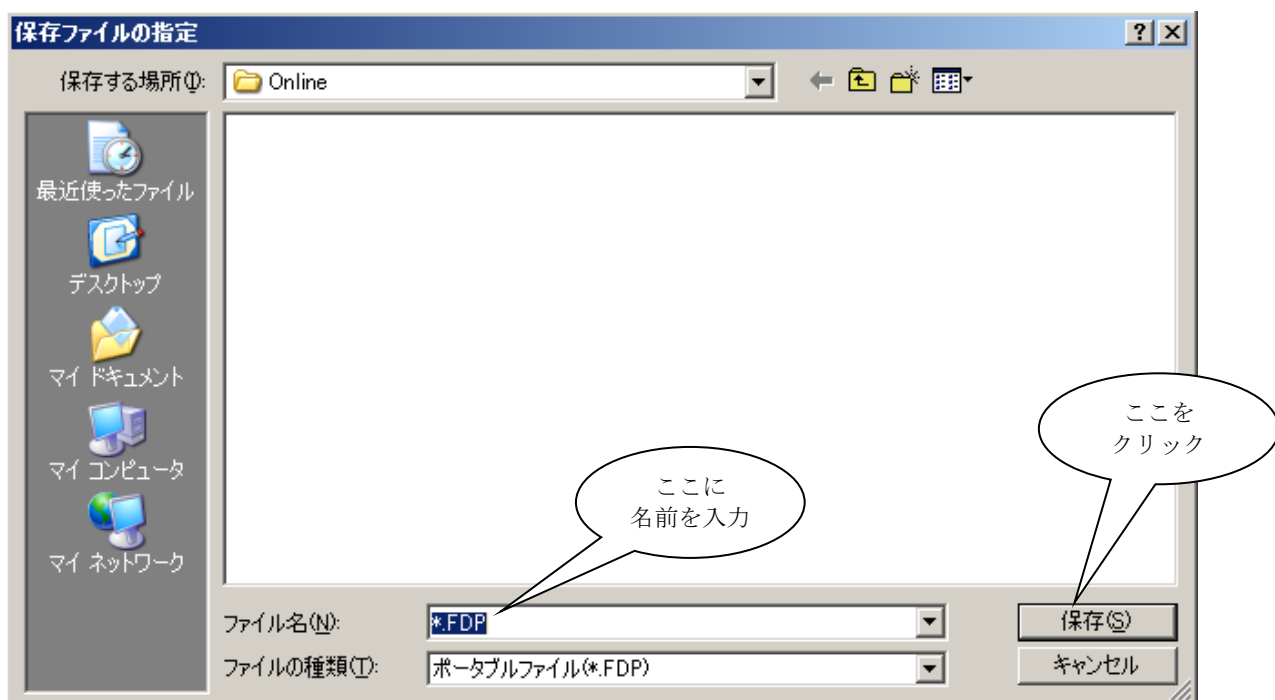 保存ファイルの指定
保存する場所(I):
Online
最近使ったファイル
デスクトップ
マイ ドキュメント
マイ コンピュータ
マイ ネットワーク
ここを
クリック
ここに
名前を入力
ファイル名(N):
*.FDP
保存(S)
ファイルの種類(T):
ポータブルファイル(*.FDP)
キャンセル